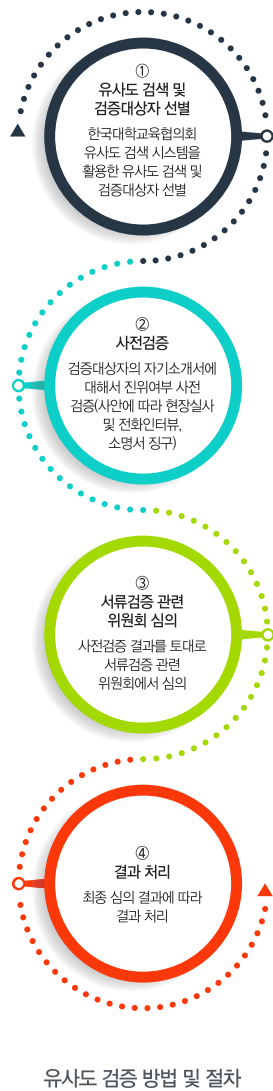 ①
유사도 검색 및
검증대상자 선별
한국대학교육협의회
유사도 검색 시스템을
활용한 유사도 검색 및
검증대상자 선별
②
사전검증
검증대상자의 자기소개서에
대해서 진위여부 사전
검증(사안에 따라 현장실사
및 전화인터뷰,
소명서 징구)
③
서류검증 관련
위원회 심의
사전검증 결과를 토대로
서류검증 관련
위원회에서 심의
④
결과 처리
최종 심의 결과에 따라
결과 처리
유사도 검증 방법 및 절차